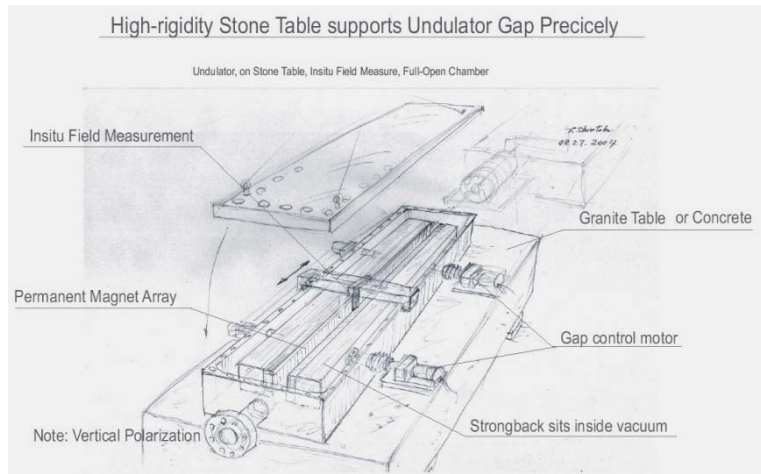 High-rigidity Stone Table supports Undulator Gap Precicely
Undulator, on Stone Table, Insitu Field Measure, Full-Open Chamber
Insitu Field Measurement
Granite Table or Concrete
Permanent Magnet Array
Gap control motor
Strongback sits inside vacuum
Note: Vertical Polarization